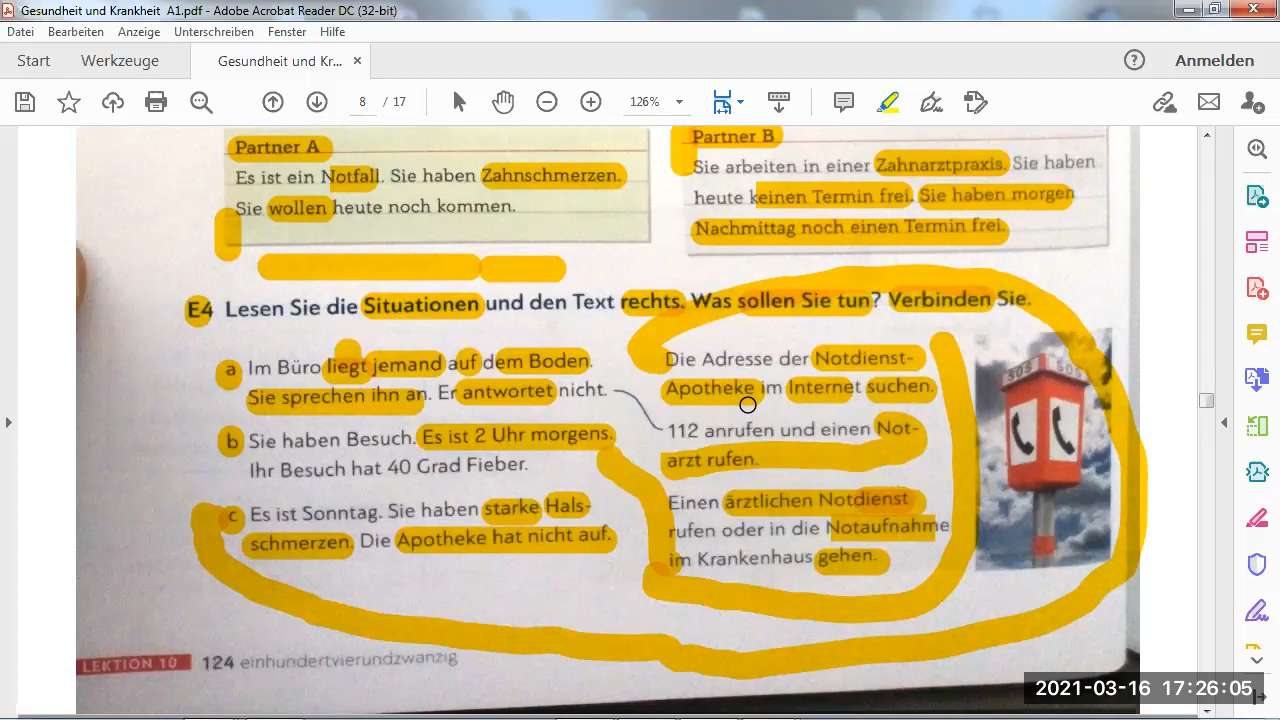 Gesundheit und Krankheit A1.pdf - Adobe Acrobat Reader DC (32-bit)
Datei Bearbeiten Anzeige Unterschreiben Fenster Hilfe
Start Werkzeuge Gesundheit und Kr... × Anmelden
8 / 17 126%
Partner A
Es ist ein Notfall. Sie haben Zahnschmerzen.
Sie wollen heute noch kommen.
Partner B
Sie arbeiten in einer Zahnarztpraxis. Sie haben
heute keinen Termin frei. Sie haben morgen
Nachmittag noch einen Termin frei.
E4 Lesen Sie die Situationen und den Text rechts. Was sollen Sie tun? Verbinden Sie.
a Im Büro liegt jemand auf dem Boden.
Sie sprechen ihn an. Er antwortet nicht.
b Sie haben Besuch. Es ist 2 Uhr morgens.
Ihr Besuch hat 40 Grad Fieber.
c Es ist Sonntag. Sie haben starke Hals-
schmerzen. Die Apotheke hat nicht auf.
Die Adresse der Notdienst-
Apotheke im Internet suchen.
112 anrufen und einen Not-
arzt rufen.
Einen ärztlichen Notdienst
rufen oder in die Notaufnahme
im Krankenhaus gehen.
SOS SOS
LEKTION 10 124 einhundertvierundzwanzig
2021-03-16 17:26:05